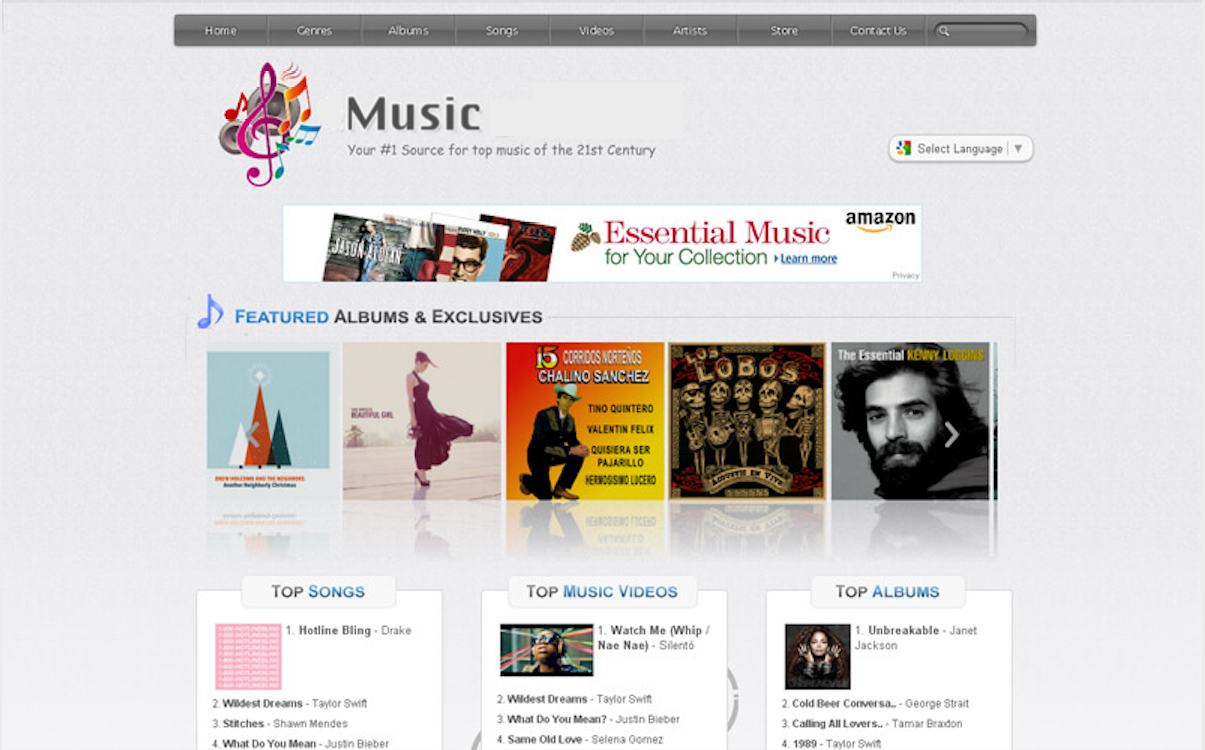 Home Genres Albums Songs Videos Artists Store Contact Us
Music
Your #1 Source for top music of the 21st Century
Select Language
amazon
JASON ALDEAN
Essential Music
for Your Collection Learn more
Privacy
FEATURED ALBUMS & EXCLUSIVES
15 CORRIDOS NORTEÑOS
CHALINO SANCHEZ
TINO QUINTERO
VALENTIN FELIX
QUISIERA SER
PAJARILLO
HERMOSISIMO LUCERO
BEAUTIFUL GIRL
LOS
LOBOS
ACOUSTIC EN VIVO
The Essential KENNY LOGGINS
DREW HOLCOMB AND THE NEIGHBORS
Another Neighborly Christmas
TOP SONGS
1. Hotline Bling - Drake
2. Wildest Dreams - Taylor Swift
3. Stitches - Shawn Mendes
4. What Do You Mean - Justin Bieber
TOP MUSIC VIDEOS
1. Watch Me (Whip /
Nae Nae) - Silentó
2. Wildest Dreams - Taylor Swift
3. What Do You Mean? - Justin Bieber
4. Same Old Love - Selena Gomez
TOP ALBUMS
1. Unbreakable - Janet
Jackson
2. Cold Beer Conversa.. - George Strait
3. Calling All Lovers.. - Tamar Braxton
4. 1989 - Taylor Swift